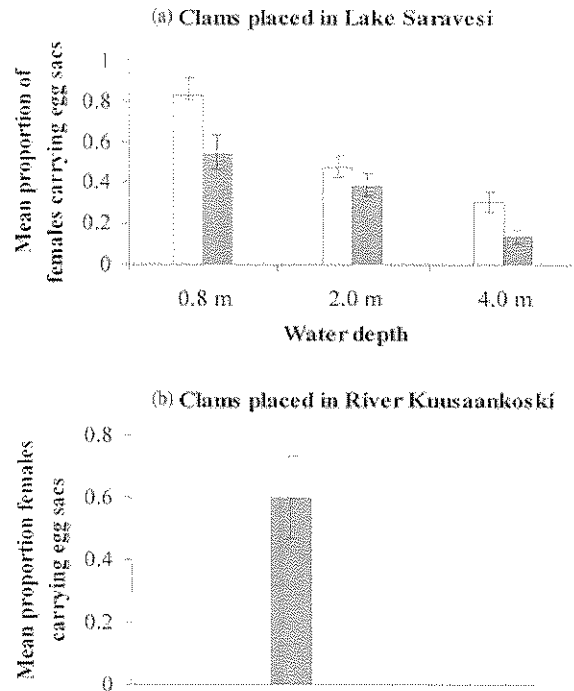 (a) Clams placed in Lake Saravesi
Mean proportion of
females carrying egg sacs
1
0.8
0.6
0.4
0.2
0
0.8 m
2.0 m
4.0 m
Water depth
(b) Clams placed in River Kuusaankoski
Mean proportion females
carrying egg sacs
0.8
0.6
0.4
0.2
0